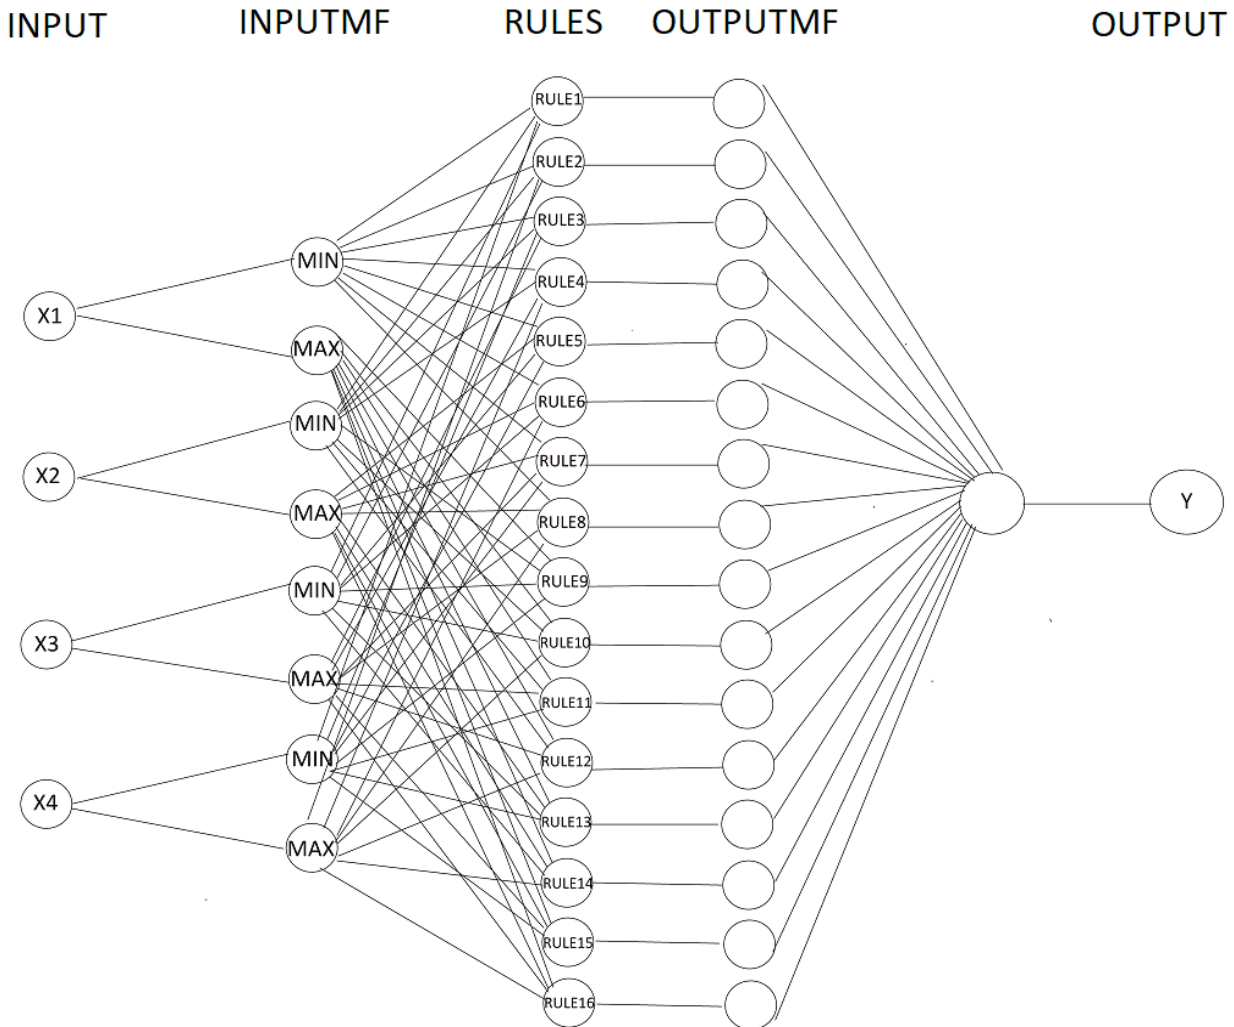 INPUT INPUTMF RULES OUTPUTMF OUTPUT
X1
X2
X3
X4
MIN
MAX
MIN
MAX
MIN
MAX
MIN
MAX
RULE1
RULE2
RULE3
RULE4
RULE5
RULE6
RULE7
RULE8
RULE9
RULE10
RULE11
RULE12
RULE13
RULE14
RULE15
RULE16
Y